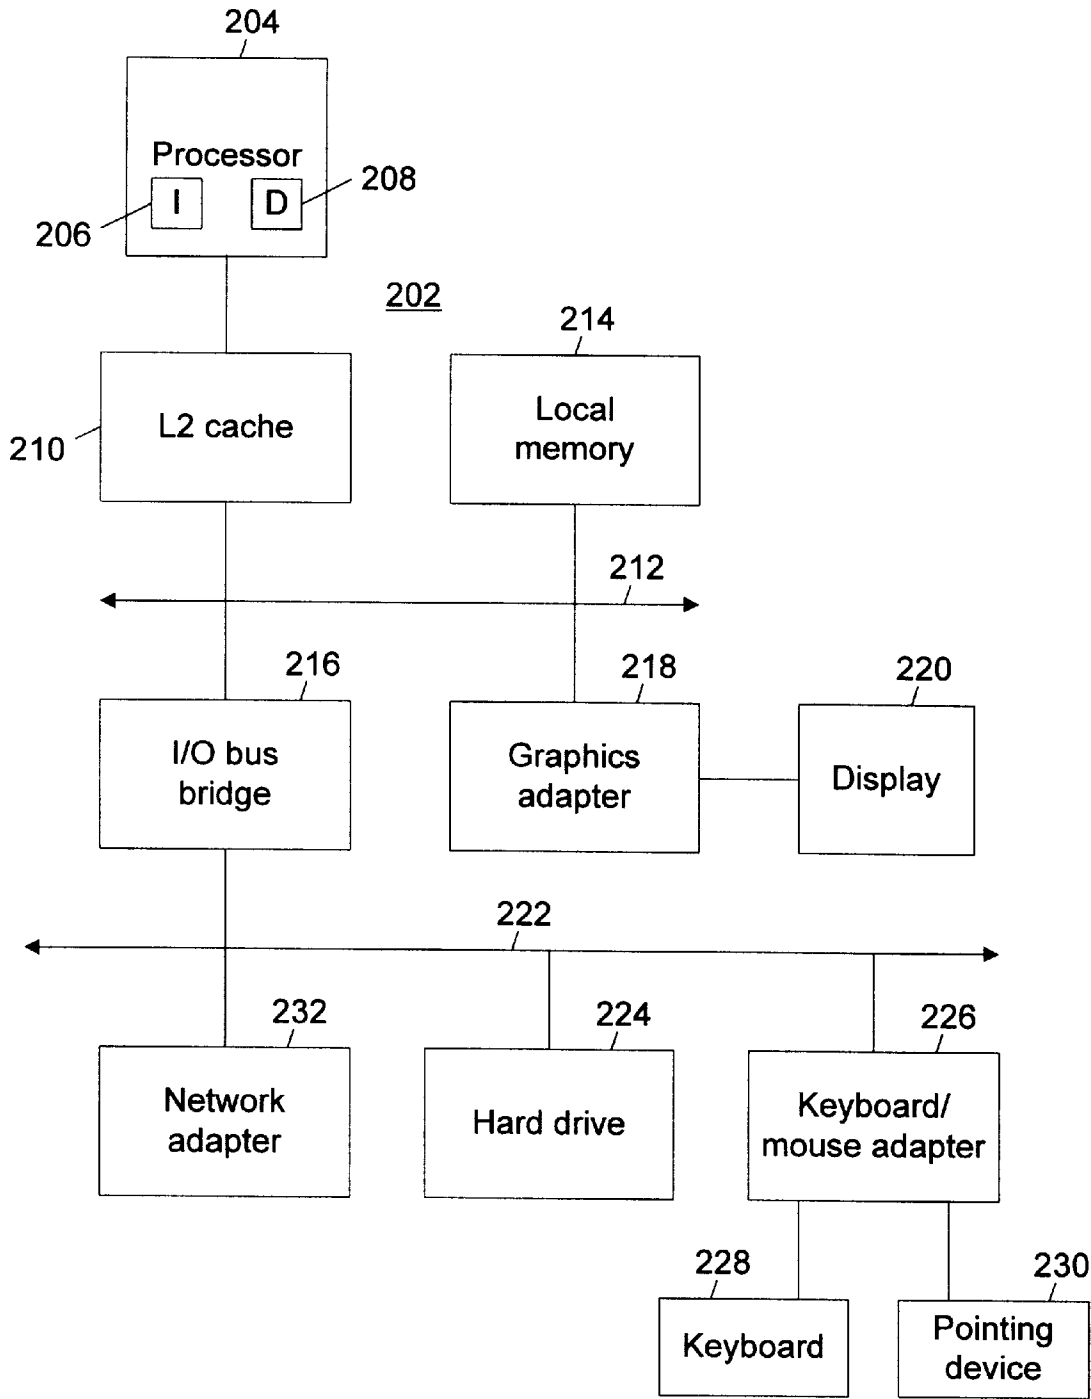 204
Processor
I
D
208
206
202
214
L2 cache
210
Local
memory
212
216
218
220
I/O bus
bridge
Graphics
adapter
Display
222
232
224
226
Network
adapter
Hard drive
Keyboard/
mouse adapter
228
230
Keyboard
Pointing
device